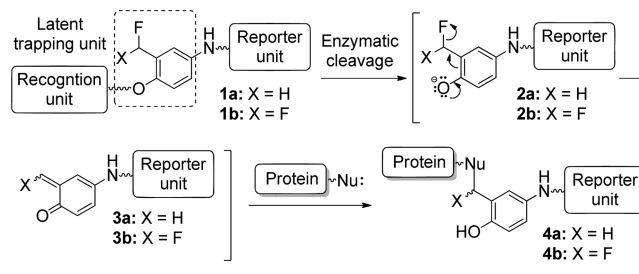 Latent
trapping unit
F
X
H
N
Reporter
unit
Recogntion
unit
O
1a: X = H
1b: X = F
Enzymatic
cleavage
F
X
H
N
Reporter
unit
⊖
:O:
2a: X = H
2b: X = F
X
O
H
N
Reporter
unit
3a: X = H
3b: X = F
Protein
Nu:
Protein
Nu
X
HO
H
N
Reporter
unit
4a: X = H
4b: X = F